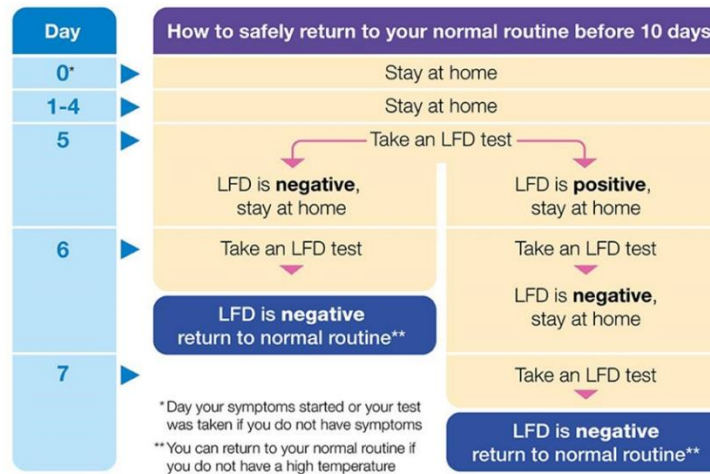 Day
How to safely return to your normal routine before 10 days
0*
Stay at home
1-4
Stay at home
5
Take an LFD test
LFD is negative,
stay at home
LFD is positive,
stay at home
6
Take an LFD test
Take an LFD test
LFD is negative
return to normal routine**
LFD is negative,
stay at home
7
Take an LFD test
* Day your symptoms started or your test
was taken if you do not have symptoms
** You can return to your normal routine if
you do not have a high temperature
LFD is negative
return to normal routine**